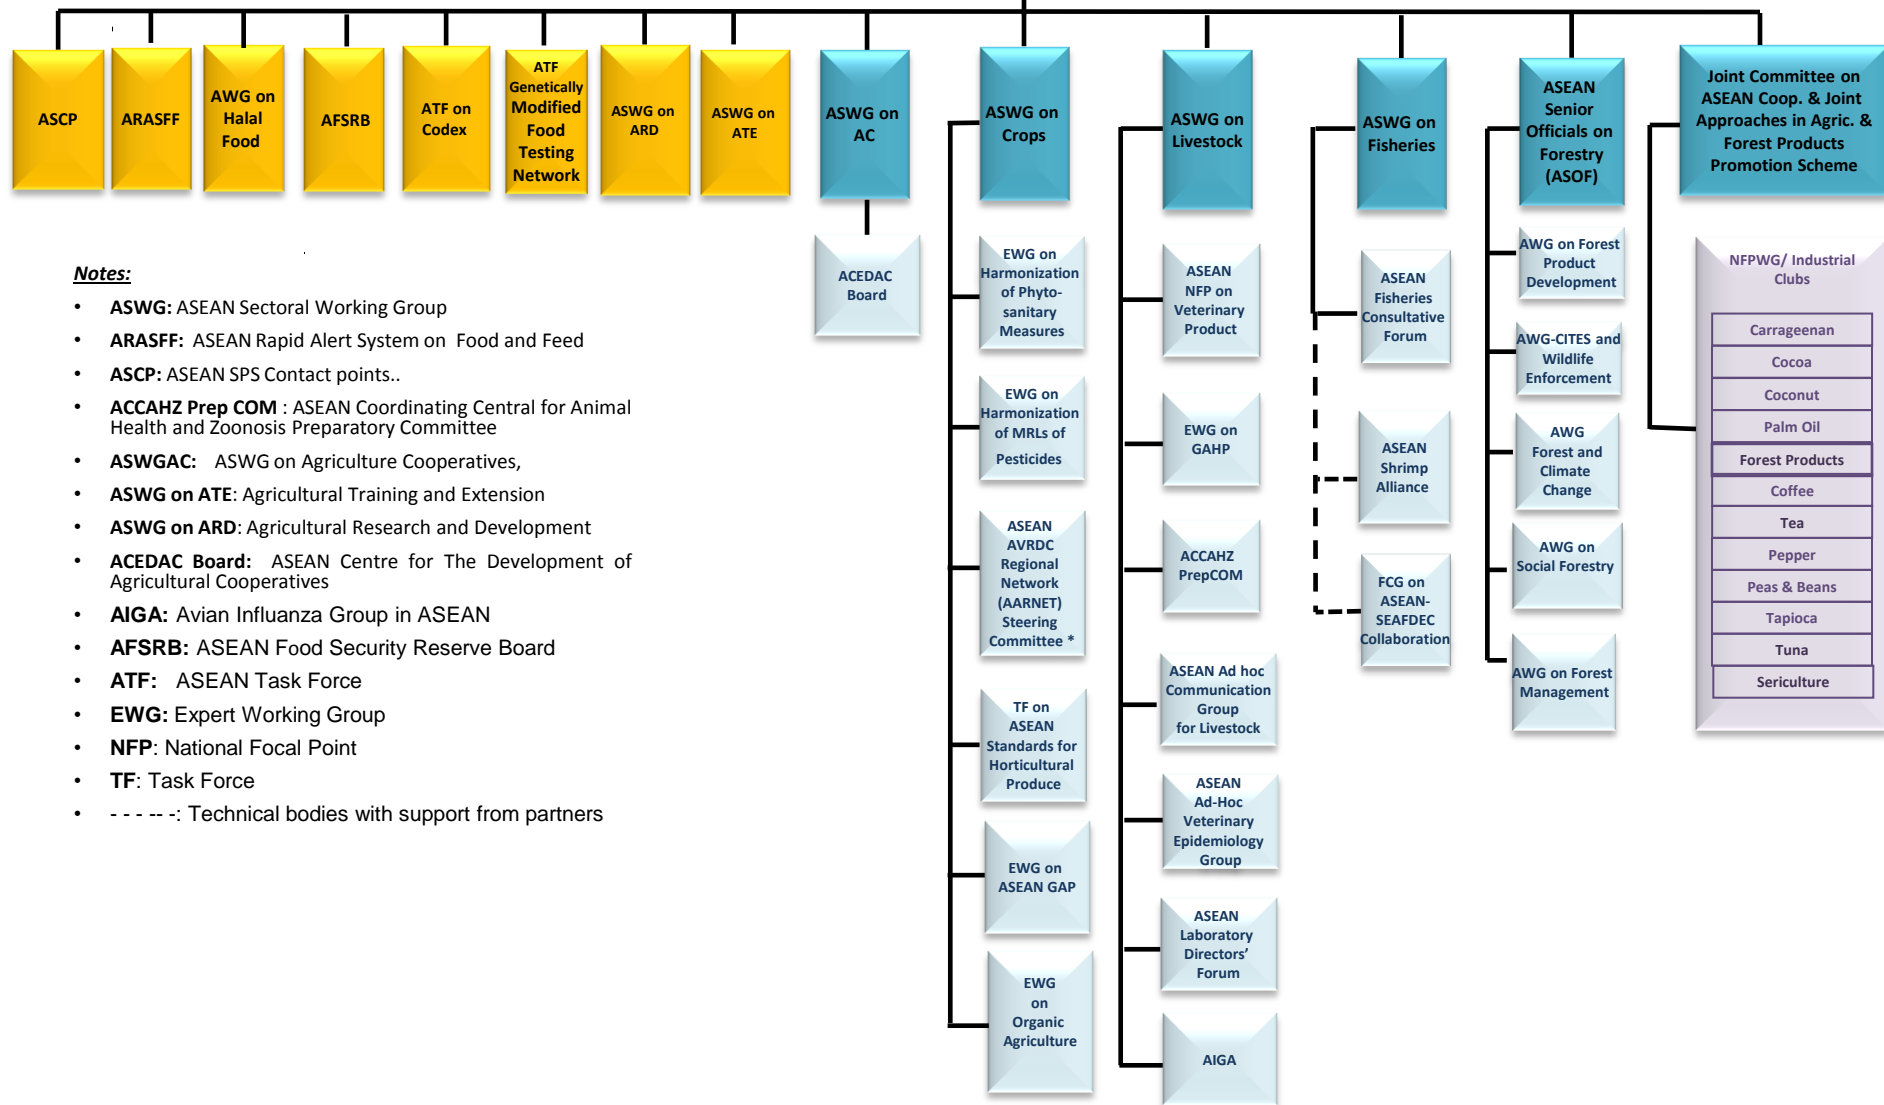 ASCP
ARASFF
AWG on
Halal
Food
AFSRB
ATF on
Codex
ATF
Genetically
Modified
Food
Testing
Network
ASWG on
ARD
ASWG on
ATE
ASWG on
AC
ASWG on
Crops
ASWG on
Livestock
ASWG on
Fisheries
ASEAN
Senior
Officials on
Forestry
(ASOF)
Joint Committee on
ASEAN Coop. & Joint
Approaches in Agric. &
Forest Products
Promotion Scheme
Notes:
• ASWG: ASEAN Sectoral Working Group
• ARASFF: ASEAN Rapid Alert System on Food and Feed
• ASCP: ASEAN SPS Contact points..
• ACCAHZ Prep COM : ASEAN Coordinating Central for Animal
Health and Zoonosis Preparatory Committee
• ASWGAC: ASWG on Agriculture Cooperatives,
• ASWG on ATE: Agricultural Training and Extension
• ASWG on ARD: Agricultural Research and Development
• ACEDAC Board: ASEAN Centre for The Development of
Agricultural Cooperatives
• AIGA: Avian Influanza Group in ASEAN
• AFSRB: ASEAN Food Security Reserve Board
• ATF: ASEAN Task Force
• EWG: Expert Working Group
• NFP: National Focal Point
• TF: Task Force
• - - - -- -: Technical bodies with support from partners
ACEDAC
Board
EWG on
Harmonization
of Phyto-
sanitary
Measures
EWG on
Harmonization
of MRLs of
Pesticides
ASEAN
AVRDC
Regional
Network
(AARNET)
Steering
Committee *
TF on
ASEAN
Standards for
Horticultural
Produce
EWG on
ASEAN GAP
EWG
on
Organic
Agriculture
ASEAN
NFP on
Veterinary
Product
EWG on
GAHP
ACCAHZ
PrepCOM
ASEAN Ad hoc
Communication
Group
for Livestock
ASEAN
Ad-Hoc
Veterinary
Epidemiology
Group
ASEAN
Laboratory
Directors’
Forum
AIGA
ASEAN
Fisheries
Consultative
Forum
ASEAN
Shrimp
Alliance
FCG on
ASEAN-
SEAFDEC
Collaboration
AWG on Forest
Product
Development
AWG-CITES and
Wildlife
Enforcement
AWG
Forest and
Climate
Change
AWG on
Social Forestry
AWG on Forest
Management
NFPWG/ Industrial
Clubs
Carrageenan
Cocoa
Coconut
Palm Oil
Forest Products
Coffee
Tea
Pepper
Peas & Beans
Tapioca
Tuna
Sericulture